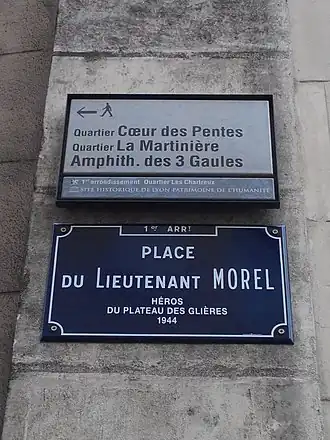 Quartier Cœur des Pentes
Quartier La Martinière
Amphith. des 3 Gaules
1er arrondissement Quartier Les Chartreux
SITE HISTORIQUE DE LYON PATRIMOINE DE L'HUMANITÉ
1er ARRt
PLACE
DU LIEUTENANT MOREL
HÉROS
DU PLATEAU DES GLIÈRES
1944